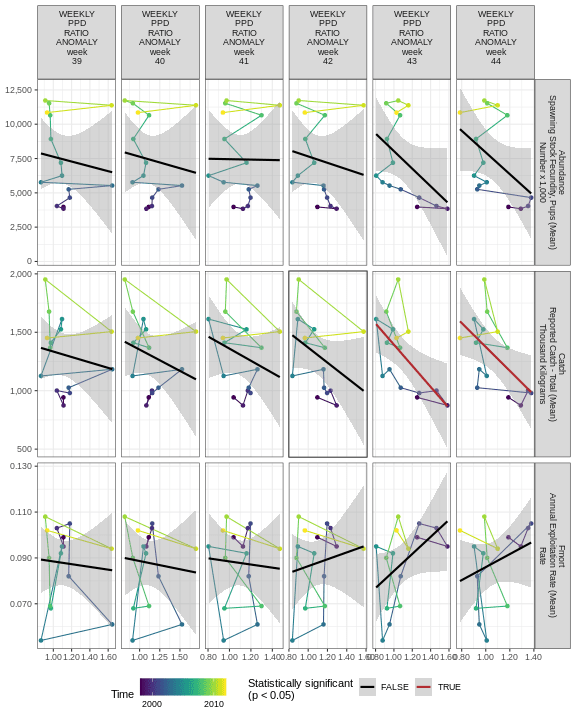 WEEKLY
PPD
RATIO
ANOMALY
week
39
WEEKLY
PPD
RATIO
ANOMALY
week
40
WEEKLY
PPD
RATIO
ANOMALY
week
41
WEEKLY
PPD
RATIO
ANOMALY
week
42
WEEKLY
PPD
RATIO
ANOMALY
week
43
WEEKLY
PPD
RATIO
ANOMALY
week
44
12,500
10,000
7,500
5,000
2,500
0
Abundance
Spawning Stock Fecundity, Pups (Mean)
Number x 1,000
2,000
1,500
1,000
500
Catch
Reported Catch - Total (Mean)
Thousand Kilograms
0.130
0.110
0.090
0.070
Fmort
Annual Exploitation Rate (Mean)
Rate
1.00 1.20 1.40 1.60
1.00 1.25 1.50
0.80 1.00 1.20 1.40
0.80 1.00 1.20 1.40
0.80 1.00 1.20 1.40
0.80 1.00 1.20 1.40
Time
2000 2010
Statistically significant
(p < 0.05)
FALSE TRUE